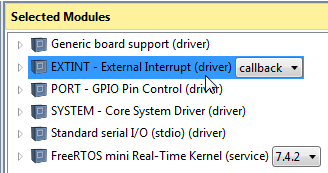 Selected Modules
Generic board support (driver)
EXTINT - External Interrupt (driver) callback
PORT - GPIO Pin Control (driver)
SYSTEM - Core System Driver (driver)
Standard serial I/O (stdio) (driver)
FreeRTOS mini Real-Time Kernel (service) 7.4.2